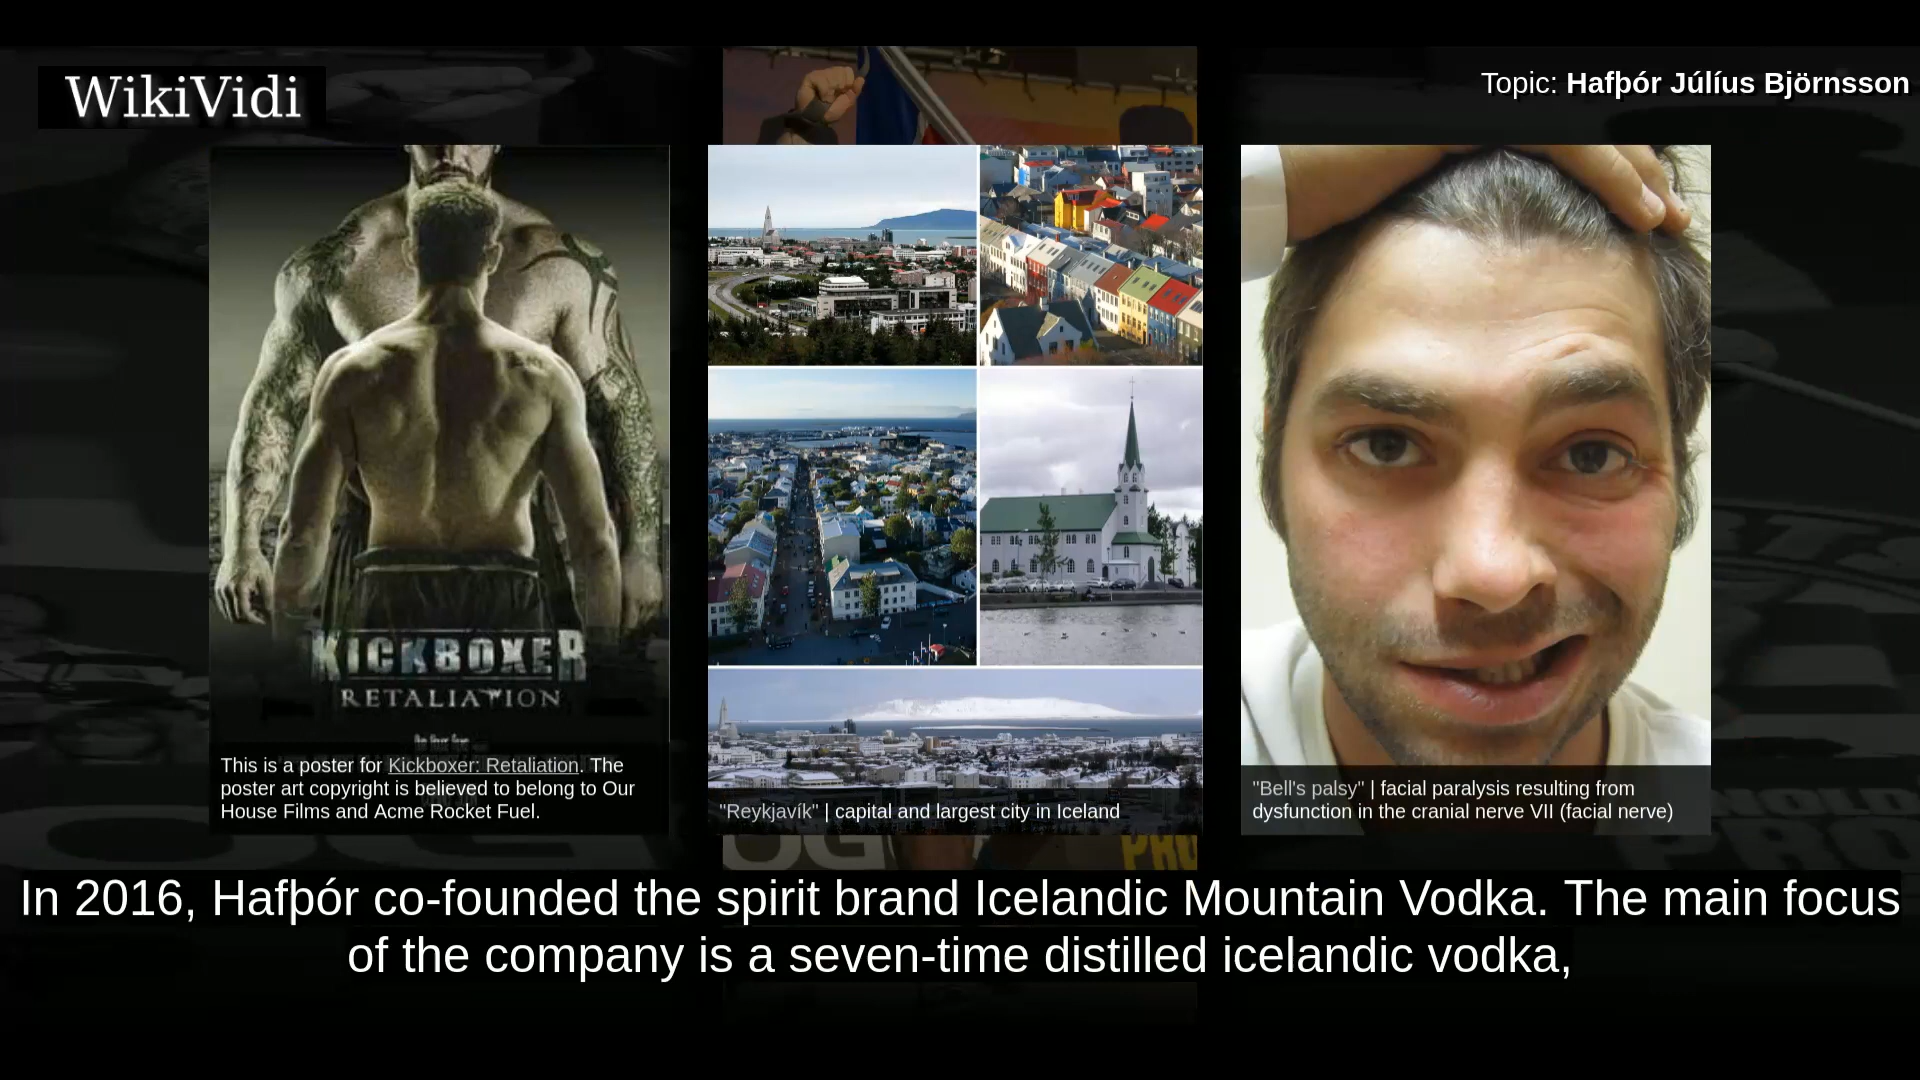 WikiVidi
Topic: Hafþór Júlíus Björnsson
KICKBOXER
RETALIATION
This is a poster for Kickboxer: Retaliation. The
poster art copyright is believed to belong to Our
House Films and Acme Rocket Fuel.
"Reykjavík" | capital and largest city in Iceland
"Bell's palsy" | facial paralysis resulting from
dysfunction in the cranial nerve VII (facial nerve)
In 2016, Hafþór co-founded the spirit brand Icelandic Mountain Vodka. The main focus
of the company is a seven-time distilled icelandic vodka,